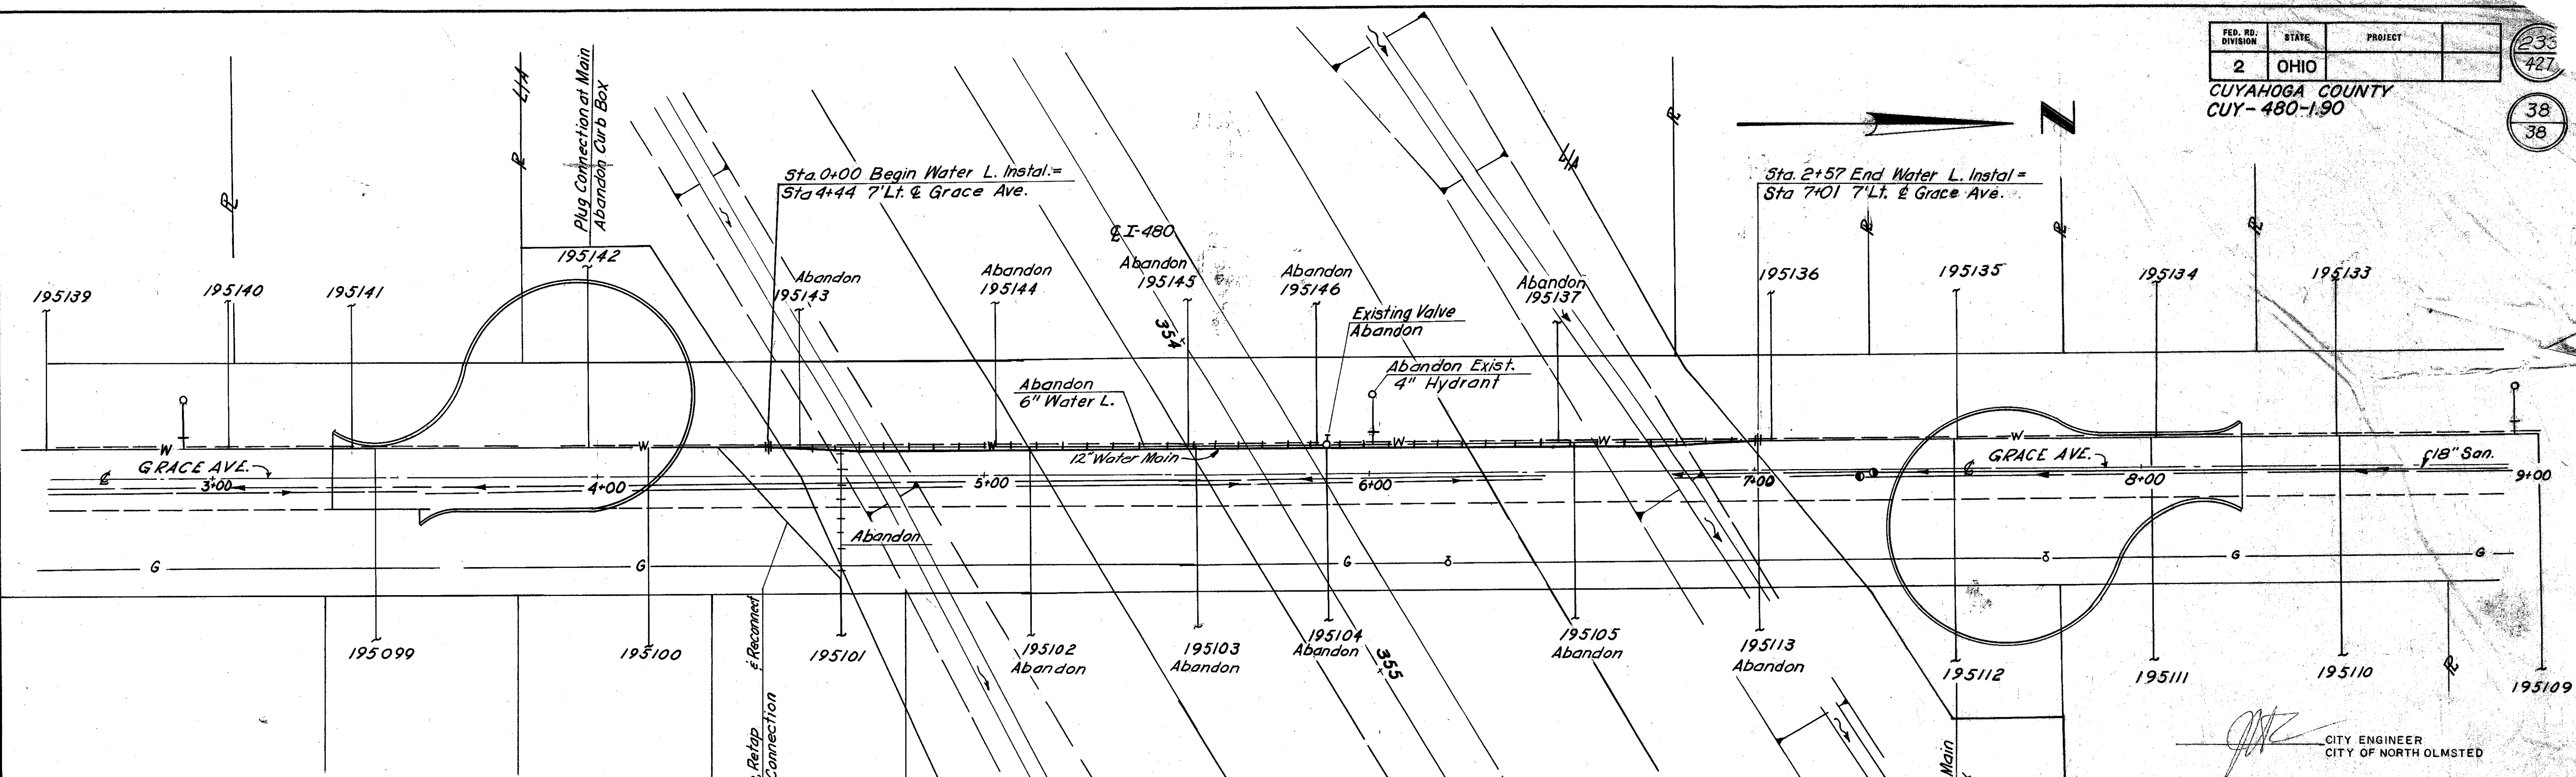 FED. RD. DIVISION
STATE
PROJECT
2
OHIO
233
427
CUYAHOGA COUNTY
CUY-480-1.90
38
38
N
℄ I-480
L/A
L/A
Plug Connection at Main
Abandon Curb Box
Sta. 0+00 Begin Water L. Instal.=
Sta 4+44 7' Lt. ℄ Grace Ave.
Sta. 2+57 End Water L. Instal =
Sta 7+01 7' Lt. ℄ Grace Ave.
195139
195140
195141
195142
Abandon
195143
Abandon
195144
Abandon
195145
Abandon
195146
Abandon
195137
195136
195135
195134
195133
354
Existing Valve
Abandon
Abandon Exist.
4" Hydrant
Abandon
6" Water L.
W
W
W
W
W
W
12" Water Main
℄ GRACE AVE.
3+00
4+00
5+00
6+00
7+00
℄ GRACE AVE.
8+00
18" San.
9+00
Abandon
G
G
G
G
G
195099
195100
& Reconnect
Retap
Connection
195101
195102
Abandon
195103
Abandon
195104
Abandon
355
195105
Abandon
195113
Abandon
195112
195111
195110
195109
Main
CITY ENGINEER
CITY OF NORTH OLMSTED